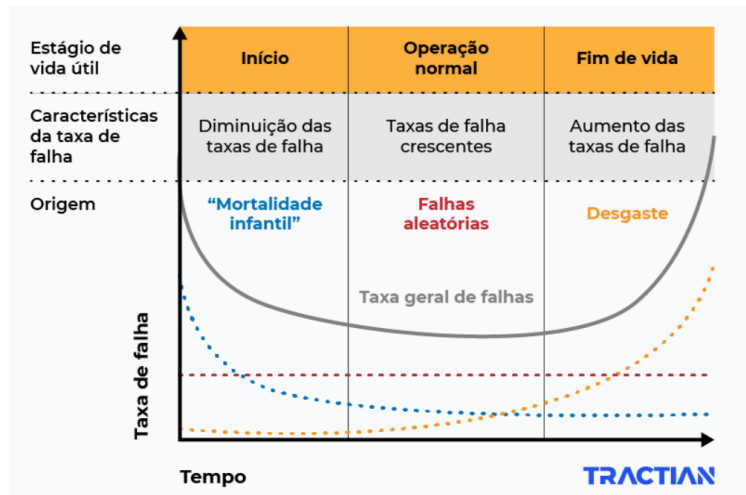 Estágio de
vida útil
Início
Operação
normal
Fim de vida
Características
da taxa de
falha
Diminuição das
taxas de falha
Taxas de falha
crescentes
Aumento das
taxas de falha
Origem
“Mortalidade
infantil”
Falhas
aleatórias
Desgaste
Taxa geral de falhas
Taxa de falha
Tempo
TRACTIAN